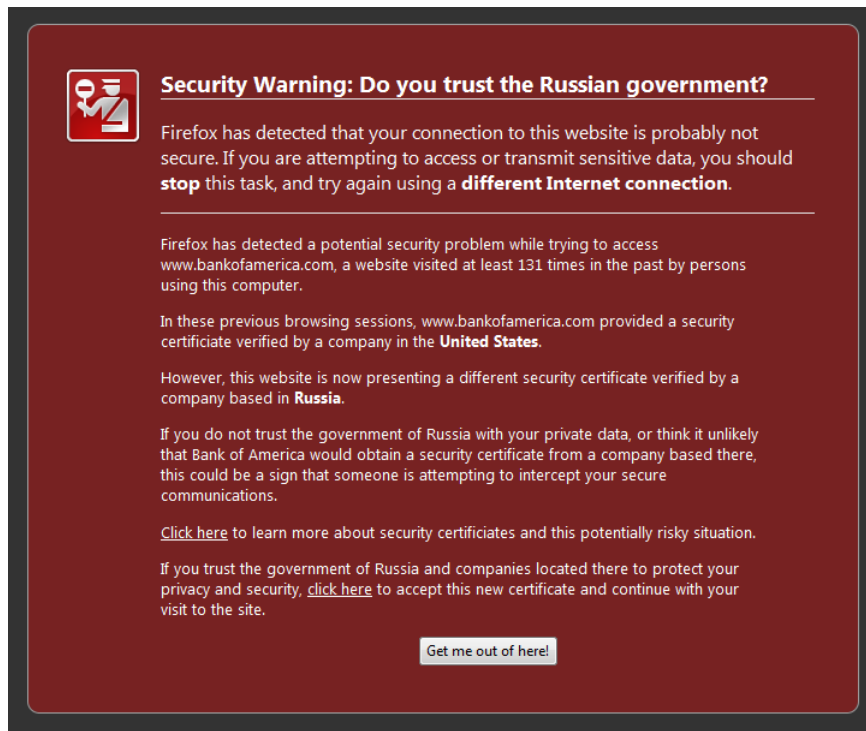 Security Warning: Do you trust the Russian government?
Firefox has detected that your connection to this website is probably not
secure. If you are attempting to access or transmit sensitive data, you should
stop this task, and try again using a different Internet connection.
Firefox has detected a potential security problem while trying to access
www.bankofamerica.com, a website visited at least 131 times in the past by persons
using this computer.
In these previous browsing sessions, www.bankofamerica.com provided a security
certificiate verified by a company in the United States.
However, this website is now presenting a different security certificate verified by a
company based in Russia.
If you do not trust the government of Russia with your private data, or think it unlikely
that Bank of America would obtain a security certificate from a company based there,
this could be a sign that someone is attempting to intercept your secure
communications.
Click here to learn more about security certificiates and this potentially risky situation.
If you trust the government of Russia and companies located there to protect your
privacy and security, click here to accept this new certificate and continue with your
visit to the site.
Get me out of here!